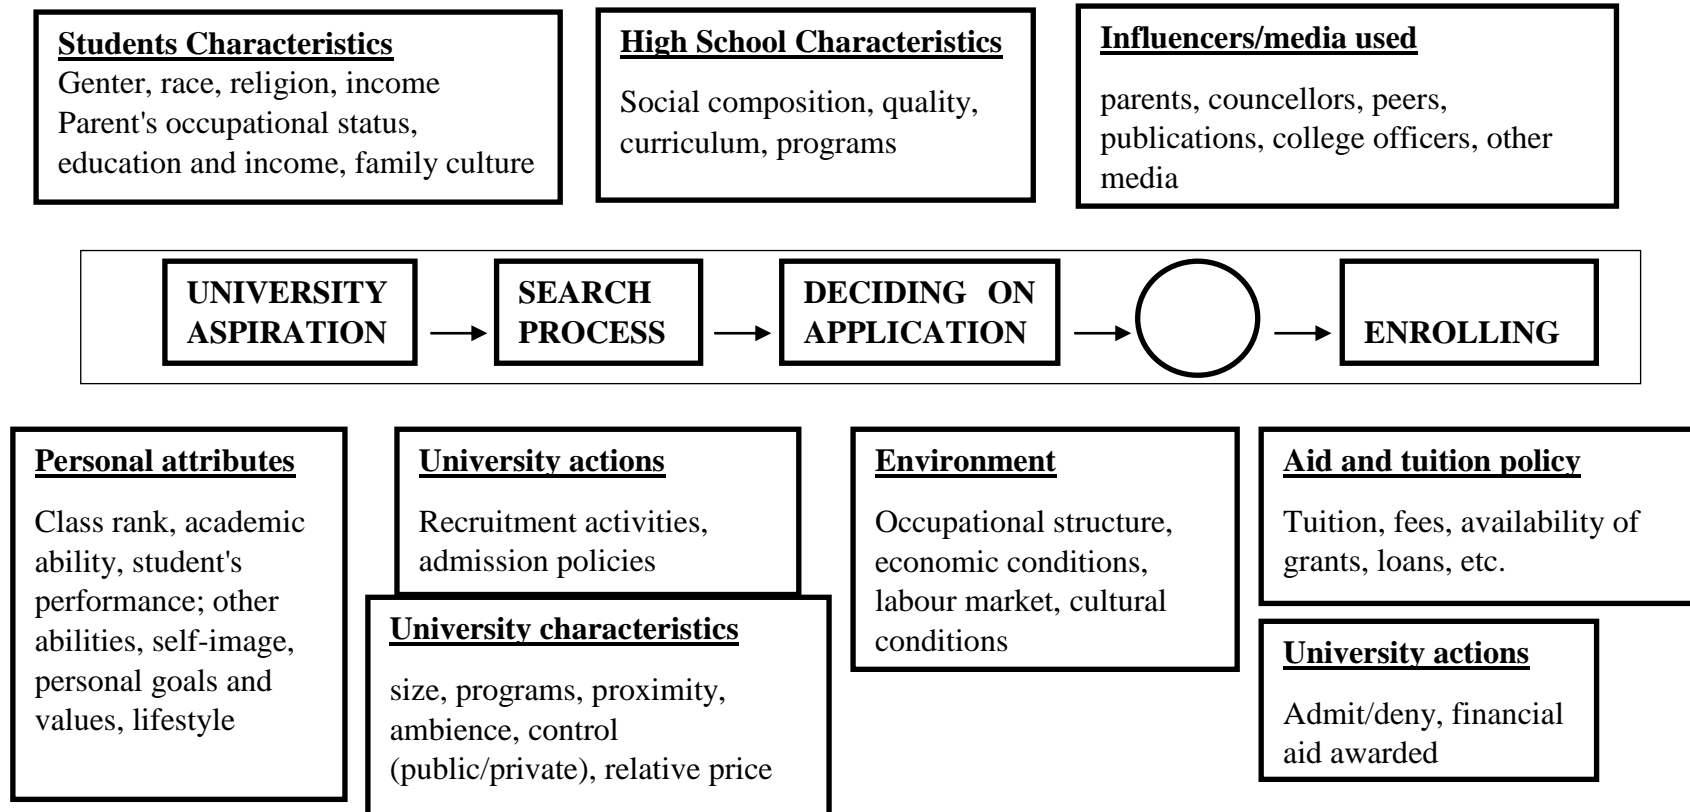 Students Characteristics
Genter, race, religion, income
Parent's occupational status,
education and income, family culture
High School Characteristics
Social composition, quality,
curriculum, programs
Influencers/media used
parents, councellors, peers,
publications, college officers, other
media
UNIVERSITY
ASPIRATION
SEARCH
PROCESS
DECIDING ON
APPLICATION
ENROLLING
Personal attributes
Class rank, academic
ability, student's
performance; other
abilities, self-image,
personal goals and
values, lifestyle
University actions
Recruitment activities,
admission policies
University characteristics
size, programs, proximity,
ambience, control
(public/private), relative price
Environment
Occupational structure,
economic conditions,
labour market, cultural
conditions
Aid and tuition policy
Tuition, fees, availability of
grants, loans, etc.
University actions
Admit/deny, financial
aid awarded